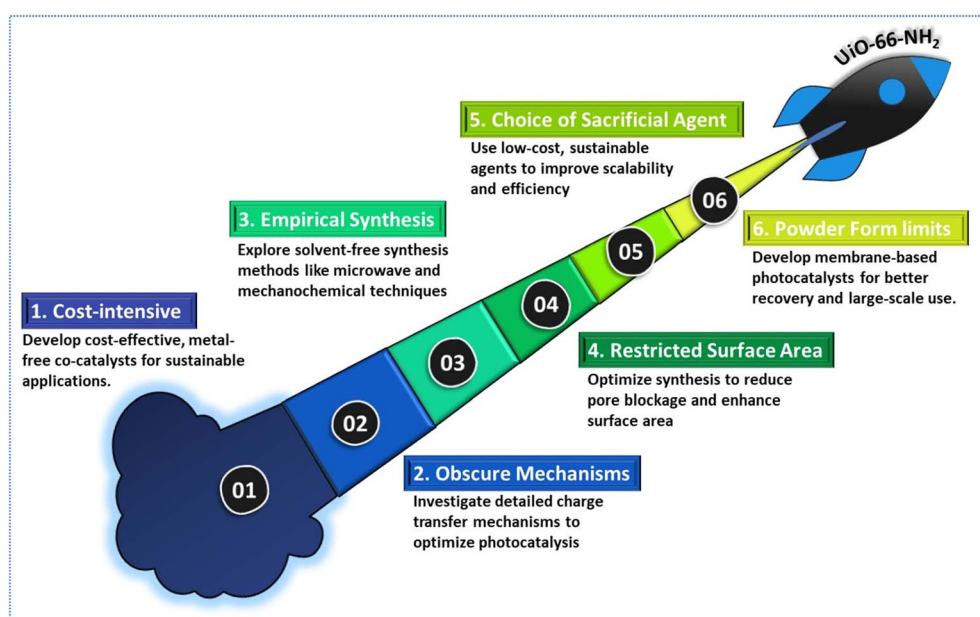 UiO-66-NH2
5. Choice of Sacrificial Agent
Use low-cost, sustainable
agents to improve scalability
and efficiency
06
3. Empirical Synthesis
Explore solvent-free synthesis
methods like microwave and
mechanochemical techniques
6. Powder Form limits
Develop membrane-based
photocatalysts for better
recovery and large-scale use.
05
04
1. Cost-intensive
Develop cost-effective, metal-
free co-catalysts for sustainable
applications.
03
4. Restricted Surface Area
Optimize synthesis to reduce
pore blockage and enhance
surface area
02
2. Obscure Mechanisms
Investigate detailed charge
transfer mechanisms to
optimize photocatalysis
01